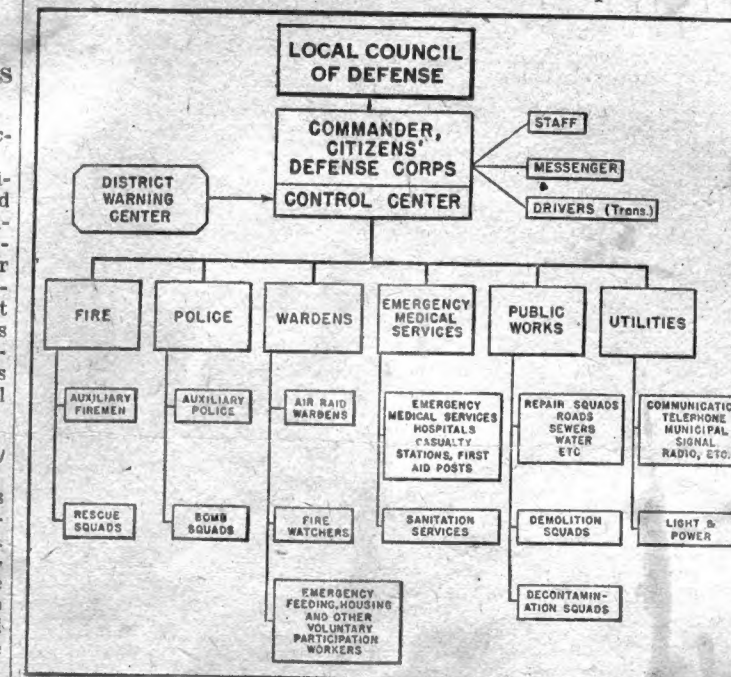 LOCAL COUNCIL
OF DEFENSE
COMMANDER,
CITIZENS'
DEFENSE CORPS
CONTROL CENTER
STAFF
MESSENGER
DRIVERS (Trans.)
DISTRICT
WARNING
CENTER
FIRE
POLICE
WARDENS
EMERGENCY
MEDICAL
SERVICES
PUBLIC
WORKS
UTILITIES
AUXILIARY
FIREMEN
AUXILIARY
POLICE
AIR RAID
WARDENS
EMERGENCY
MEDICAL SERVICES
HOSPITALS
CASUALTY
STATIONS, FIRST
AID POSTS
REPAIR SQUADS
ROADS
SEWERS
WATER
ETC
COMMUNICATIO
TELEPHONE
MUNICIPAL
SIGNAL
RADIO, ETC.
RESCUE
SQUADS
BOMB
SQUADS
FIRE
WATCHERS
SANITATION
SERVICES
DEMOLITION
SQUADS
LIGHT &
POWER
EMERGENCY
FEEDING, HOUSING
AND OTHER
VOLUNTARY
PARTICIPATION
WORKERS
DECONTAMIN-
ATION SQUADS